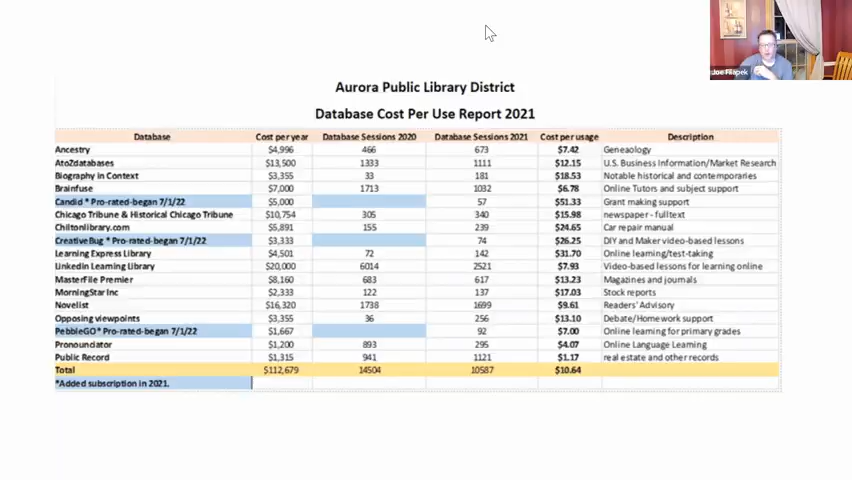 Joe Filapek
Aurora Public Library District
Database Cost Per Use Report 2021
Database Cost per year Database Sessions 2020 Database Sessions 2021 Cost per usage Description
Ancestry $4,996 466 673 $7.42 Geneaology
AtoZdatabases $13,500 1333 1111 $12.15 U.S. Business Information/Market Research
Biography in Context $3,355 33 181 $18.53 Notable historical and contemporaries
Brainfuse $7,000 1713 1032 $6.78 Online Tutors and subject support
Candid * Pro-rated-began 7/1/22 $5,000 57 $51.33 Grant making support
Chicago Tribune & Historical Chicago Tribune $10,754 305 340 $15.98 newspaper - fulltext
Chiltonlibrary.com $5,891 155 239 $24.65 Car repair manual
CreativeBug * Pro-rated-began 7/1/22 $3,333 74 $26.25 DIY and Maker video-based lessons
Learning Express Library $4,501 72 142 $31.70 Online learning/test-taking
Linkedin Learning Library $20,000 6014 2521 $7.93 Video-based lessons for learning online
MasterFile Premier $8,160 683 617 $13.23 Magazines and journals
MorningStar Inc $2,333 122 137 $17.03 Stock reports
Novelist $16,320 1738 1699 $9.61 Readers' Advisory
Opposing viewpoints $3,355 36 256 $13.10 Debate/Homework support
PebbleGO * Pro-rated-began 7/1/22 $1,667 92 $7.00 Online learning for primary grades
Pronounciator $1,200 893 295 $4.07 Online Language Learning
Public Record $1,315 941 1121 $1.17 real estate and other records
Total $112,679 14504 10587 $10.64
*Added subscription in 2021.